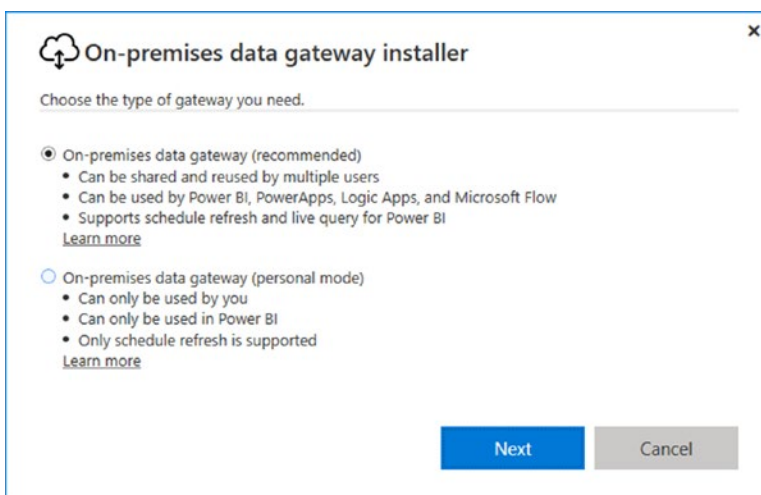 On-premises data gateway installer
Choose the type of gateway you need.
On-premises data gateway (recommended)
• Can be shared and reused by multiple users
• Can be used by Power BI, PowerApps, Logic Apps, and Microsoft Flow
• Supports schedule refresh and live query for Power BI
Learn more
On-premises data gateway (personal mode)
• Can only be used by you
• Can only be used in Power BI
• Only schedule refresh is supported
Learn more
Next Cancel